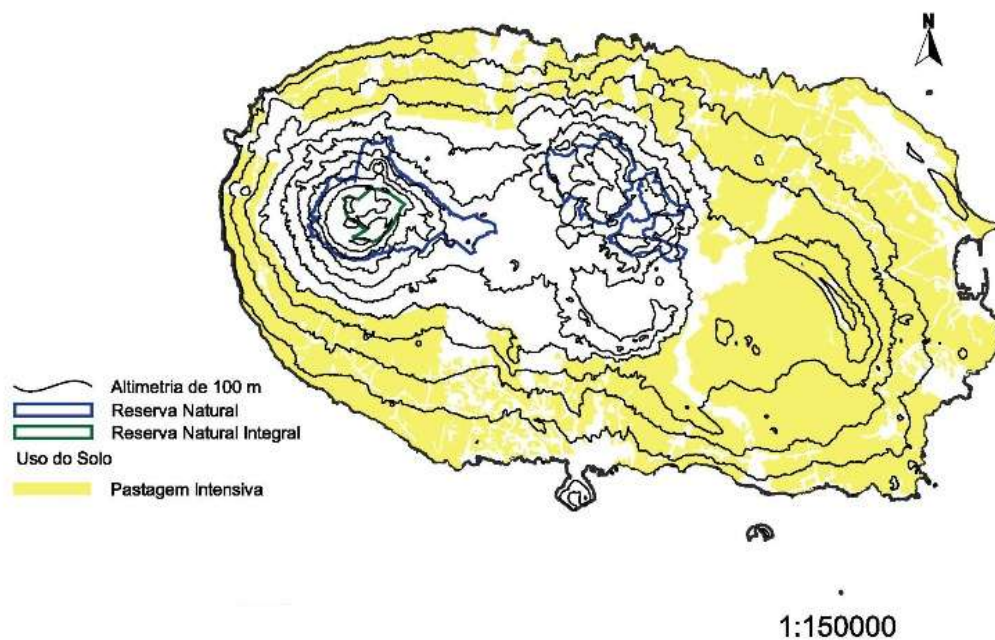 N
Altimetria de 100 m
Reserva Natural
Reserva Natural Integral
Uso do Solo
Pastagem Intensiva
1:150000